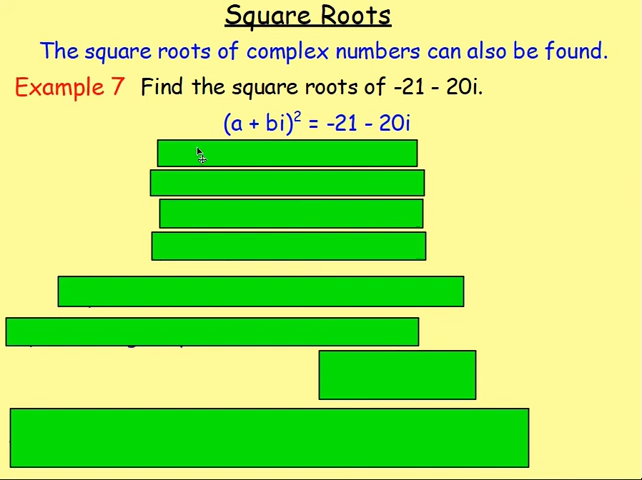 Square Roots
The square roots of complex numbers can also be found.
Example 7 Find the square roots of -21 - 20i.
(a + bi)² = -21 - 20i